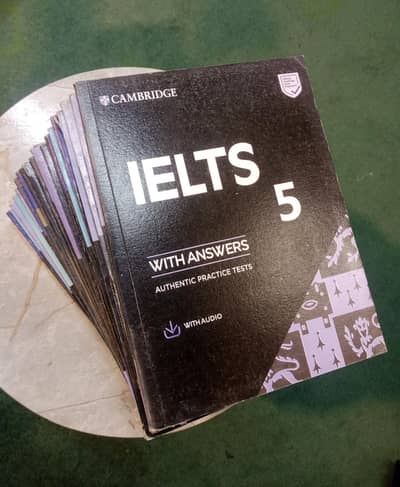 CAMBRIDGE
IELTS
5
WITH ANSWERS
AUTHENTIC PRACTICE TESTS
WITH AUDIO